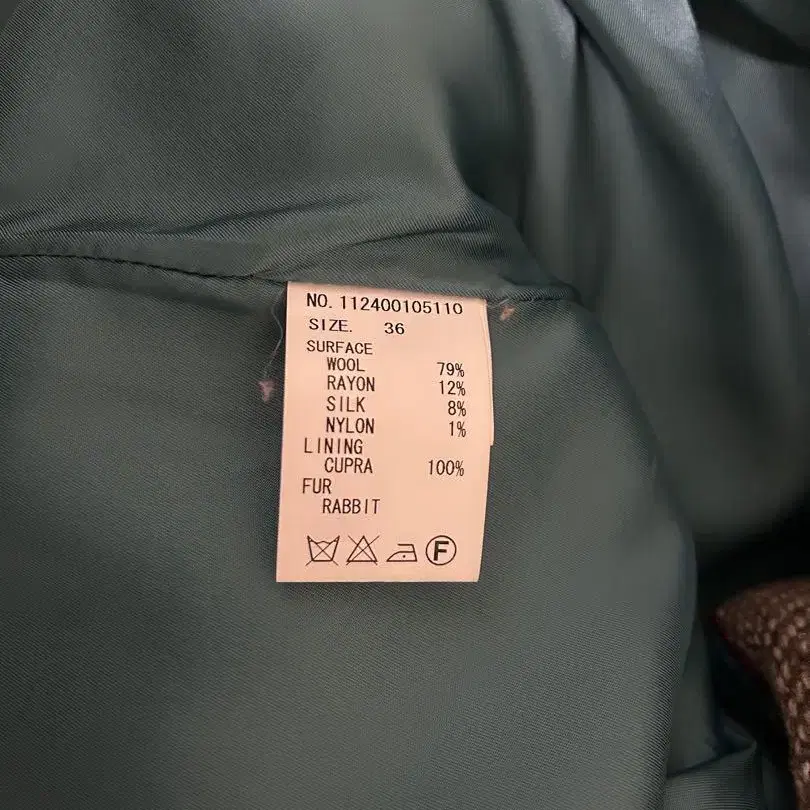 NO. 112400105110
SIZE. 36
SURFACE
WOOL 79%
RAYON 12%
SILK 8%
NYLON 1%
LINING
CUPRA 100%
FUR
RABBIT
F